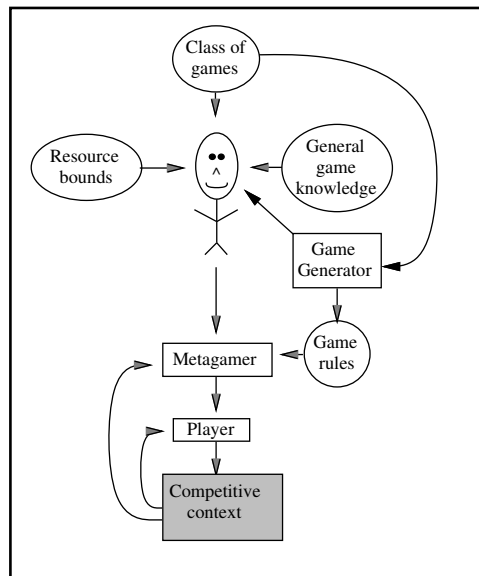 Class of
games
Resource
bounds
General
game
knowledge
Game
Generator
Game
rules
Metagamer
Player
Competitive
context